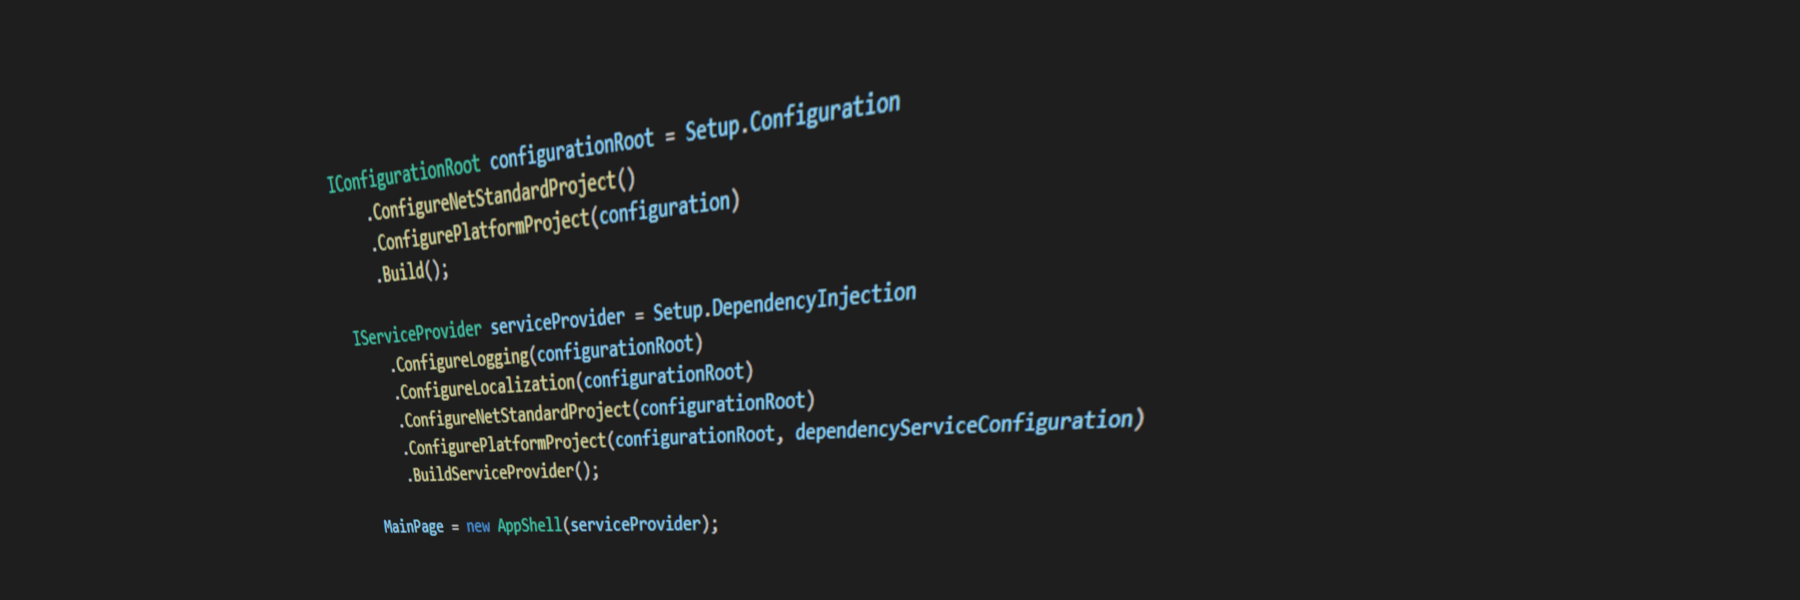 IConfigurationRoot configurationRoot = Setup.Configuration
.ConfigureNetStandardProject()
.ConfigurePlatformProject(configuration)
.Build();
IServiceProvider serviceProvider = Setup.DependencyInjection
.ConfigureLogging(configurationRoot)
.ConfigureLocalization(configurationRoot)
.ConfigureNetStandardProject(configurationRoot)
.ConfigurePlatformProject(configurationRoot, dependencyServiceConfiguration)
.BuildServiceProvider();
MainPage = new AppShell(serviceProvider);